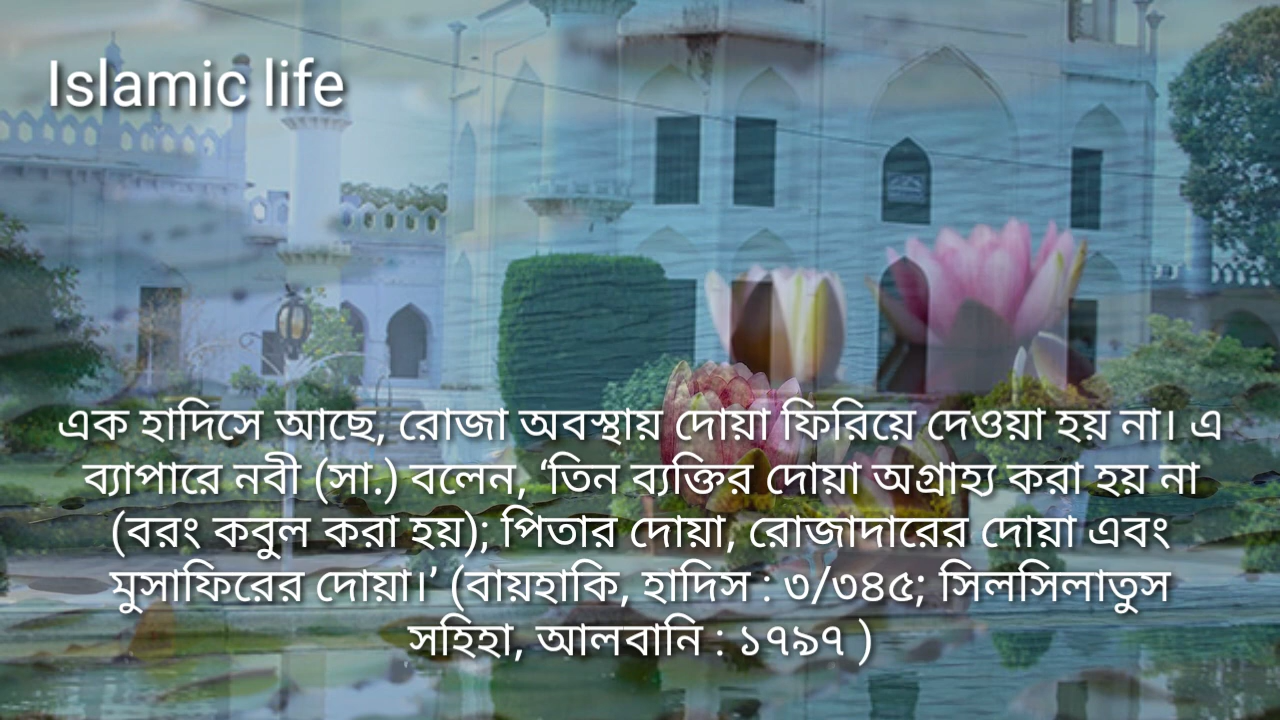 Islamic life
এক হাদিসে আছে, রোজা অবস্থায় দোয়া ফিরিয়ে দেওয়া হয় না। এ
ব্যাপারে নবী (সা.) বলেন, ‘তিন ব্যক্তির দোয়া অগ্রাহ্য করা হয় না
(বরং কবুল করা হয়); পিতার দোয়া, রোজাদারের দোয়া এবং
মুসাফিরের দোয়া।’ (বায়হাকি, হাদিস : ৩/৩৪৫; সিলসিলাতুস
সহিহা, আলবানি : ১৭৯৭ )